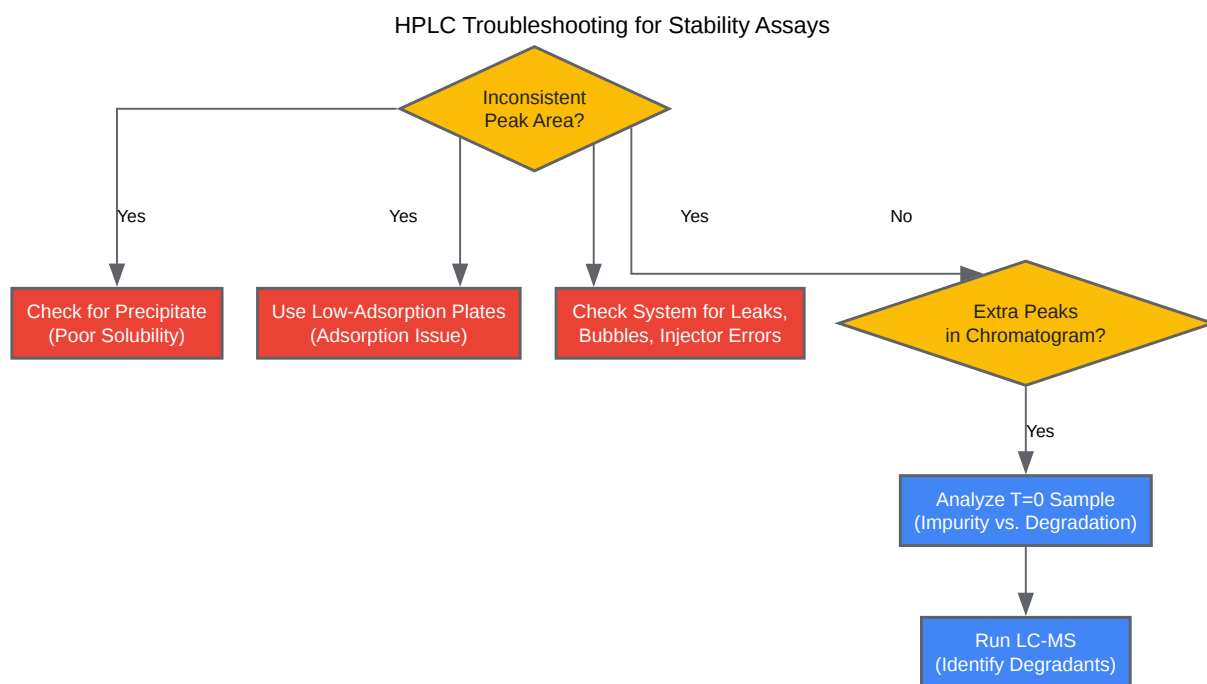 HPLC Troubleshooting for Stability Assays
Inconsistent
Peak Area?
Yes
Yes
Yes
No
Check for Precipitate
(Poor Solubility)
Use Low-Adsorption Plates
(Adsorption Issue)
Check System for Leaks,
Bubbles, Injector Errors
Extra Peaks
in Chromatogram?
Yes
Analyze T=0 Sample
(Impurity vs. Degradation)
Run LC-MS
(Identify Degradants)